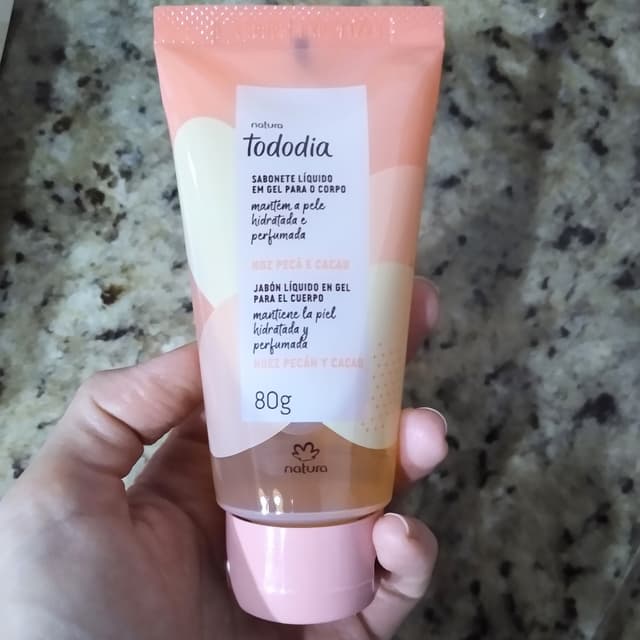 natura
Tododia
SABONETE LÍQUIDO
EM GEL PARA O CORPO
mantém a pele
hidratada e
perfumada
NOZ PECÃ E CACAU
JABÓN LÍQUIDO EN GEL
PARA EL CUERPO
mantiene la piel
hidratada y
perfumada
NUEZ PECÁN Y CACAO
80g
natura